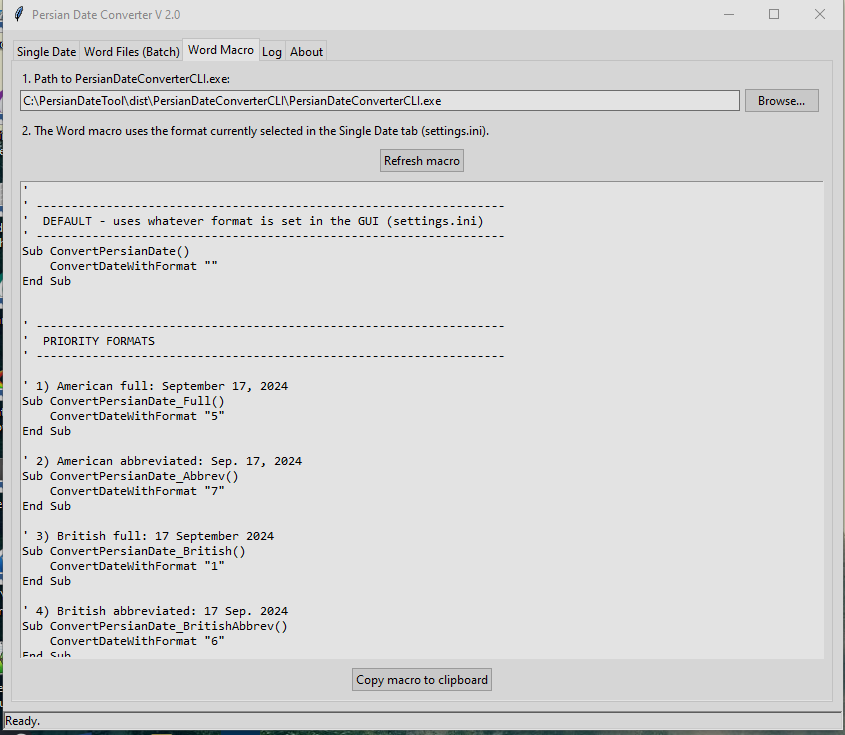 Persian Date Converter V 2.0
Single Date Word Files (Batch) Word Macro Log About
1. Path to PersianDateConverterCLI.exe:
C:\PersianDateTool\dist\PersianDateConverterCLI\PersianDateConverterCLI.exe Browse...
2. The Word macro uses the format currently selected in the Single Date tab (settings.ini).
Refresh macro
'
' -------------------------------------------------------------------
'  DEFAULT - uses whatever format is set in the GUI (settings.ini)
' -------------------------------------------------------------------
Sub ConvertPersianDate()
    ConvertDateWithFormat ""
End Sub
' -------------------------------------------------------------------
'  PRIORITY FORMATS
' -------------------------------------------------------------------
' 1) American full: September 17, 2024
Sub ConvertPersianDate_Full()
    ConvertDateWithFormat "5"
End Sub
' 2) American abbreviated: Sep. 17, 2024
Sub ConvertPersianDate_Abbrev()
    ConvertDateWithFormat "7"
End Sub
' 3) British full: 17 September 2024
Sub ConvertPersianDate_British()
    ConvertDateWithFormat "1"
End Sub
' 4) British abbreviated: 17 Sep. 2024
Sub ConvertPersianDate_BritishAbbrev()
    ConvertDateWithFormat "6"
End Sub
Copy macro to clipboard
Ready.